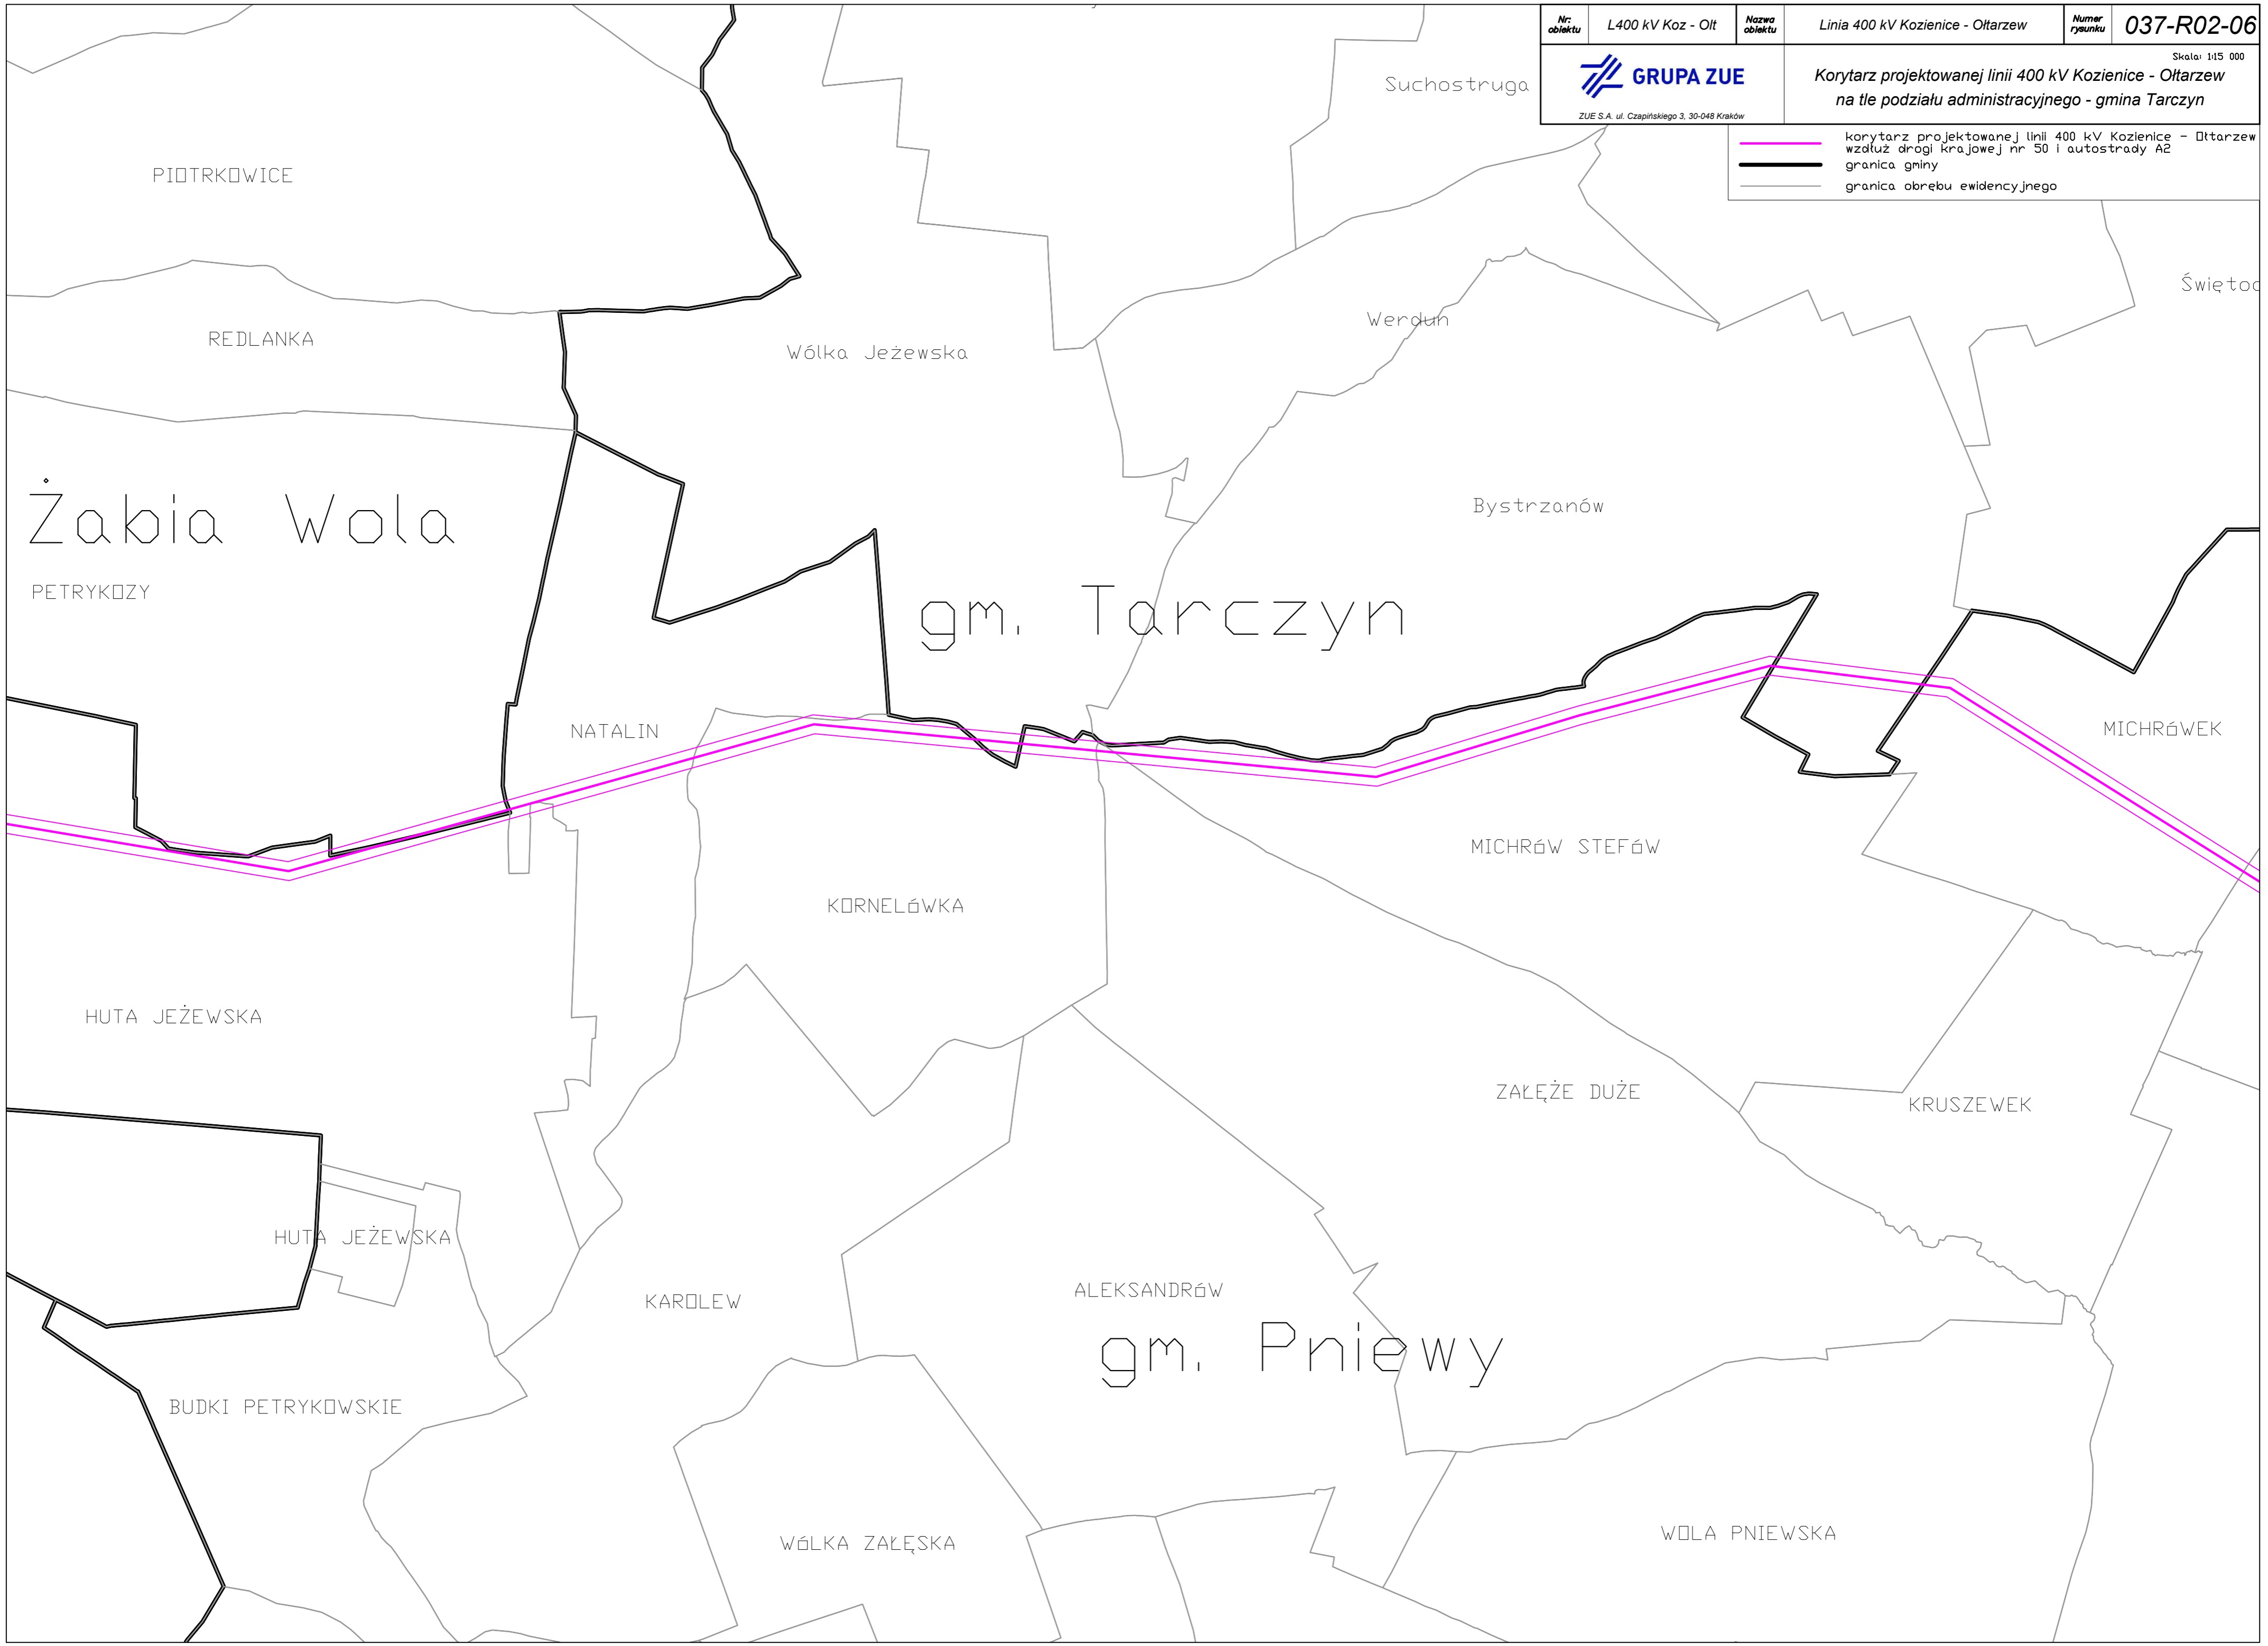 Nr: obiektu
L400 kV Koz - Olt
Nazwa obiektu
Linia 400 kV Kozienice - Ołtarzew
Numer rysunku
037-R02-06
GRUPA ZUE
ZUE S.A. ul. Czapińskiego 3, 30-048 Kraków
Skala: 1:15 000
Korytarz projektowanej linii 400 kV Kozienice - Ołtarzew
na tle podziału administracyjnego - gmina Tarczyn
korytarz projektowanej linii 400 kV Kozienice - Ołtarzew
wzdłuż drogi krajowej nr 50 i autostrady A2
granica gminy
granica obrębu ewidencyjnego
Suchostruga
PIOTRKOWICE
Werdun
REDLANKA
Wólka Jeżewska
Żabia Wola
Bystrzanów
PETRYKOZY
gm. Tarczyn
NATALIN
MICHRóWEK
MICHRóW STEFóW
KORNELóWKA
HUTA JEŻEWSKA
ZAŁĘŻE DUŻE
KRUSZEWEK
HUTA JEŻEWSKA
ALEKSANDRóW
KAROLEW
gm. Pniewy
BUDKI PETRYKOWSKIE
WOLA PNIEWSKA
WóLKA ZAŁĘSKA